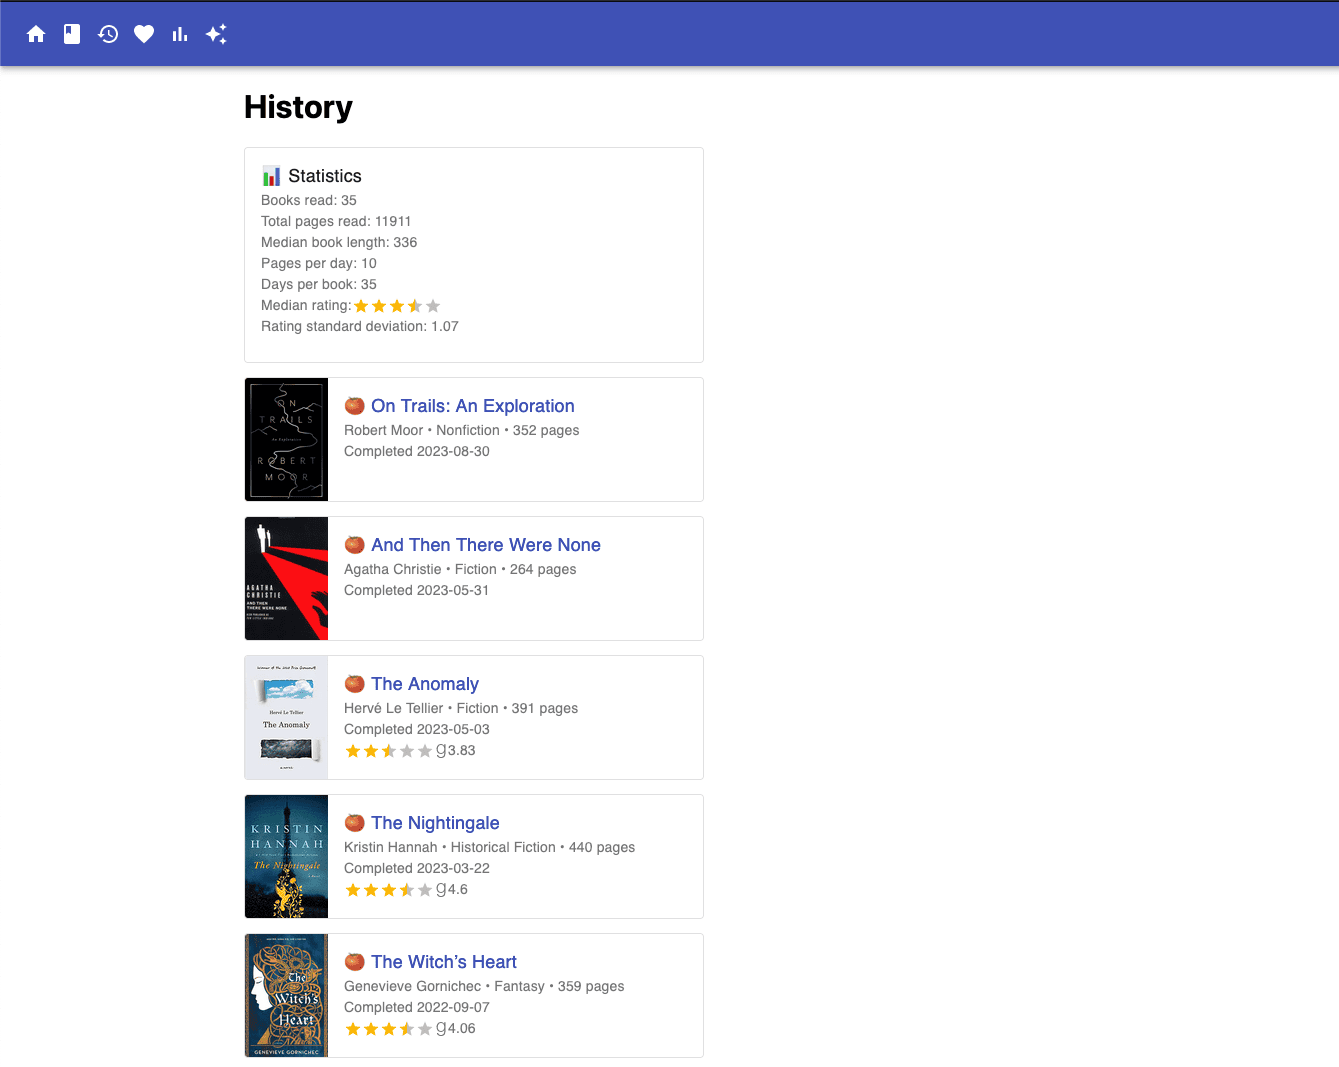 History
Statistics
Books read: 35
Total pages read: 11911
Median book length: 336
Pages per day: 10
Days per book: 35
Median rating:
Rating standard deviation: 1.07
ON
TRAILS
An Exploration
ROBERT
MOOR
On Trails: An Exploration
Robert Moor • Nonfiction • 352 pages
Completed 2023-08-30
AGATHA
CHRISTIE
AND THEN
THERE WERE NONE
And Then There Were None
Agatha Christie • Fiction • 264 pages
Completed 2023-05-31
Hervé Le Tellier
The Anomaly
a novel
The Anomaly
Hervé Le Tellier • Fiction • 391 pages
Completed 2023-05-03
g3.83
KRISTIN
HANNAH
The Nightingale
The Nightingale
Kristin Hannah • Historical Fiction • 440 pages
Completed 2023-03-22
g4.6
The
Witch's
Heart
GENEVIEVE GORNICHEC
The Witch’s Heart
Genevieve Gornichec • Fantasy • 359 pages
Completed 2022-09-07
g4.06